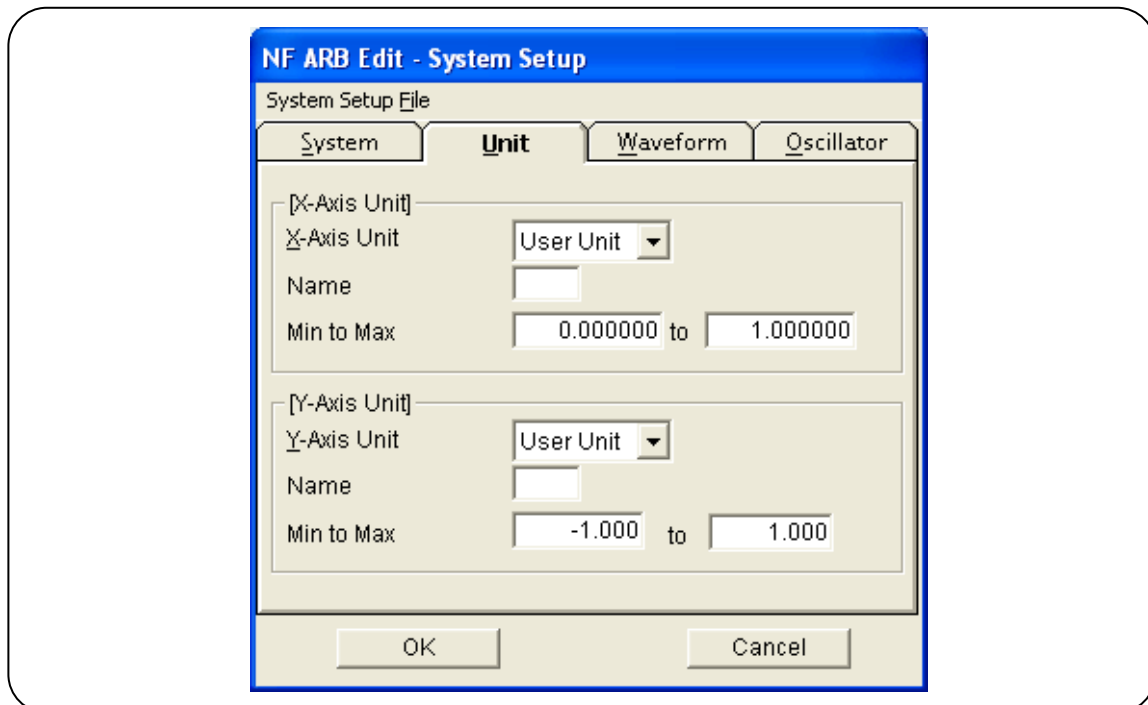 NF ARB Edit - System Setup
System Setup File
System Unit Waveform Oscillator
[X-Axis Unit]
X-Axis Unit User Unit
Name
Min to Max 0.000000 to 1.000000
[Y-Axis Unit]
Y-Axis Unit User Unit
Name
Min to Max -1.000 to 1.000
OK Cancel